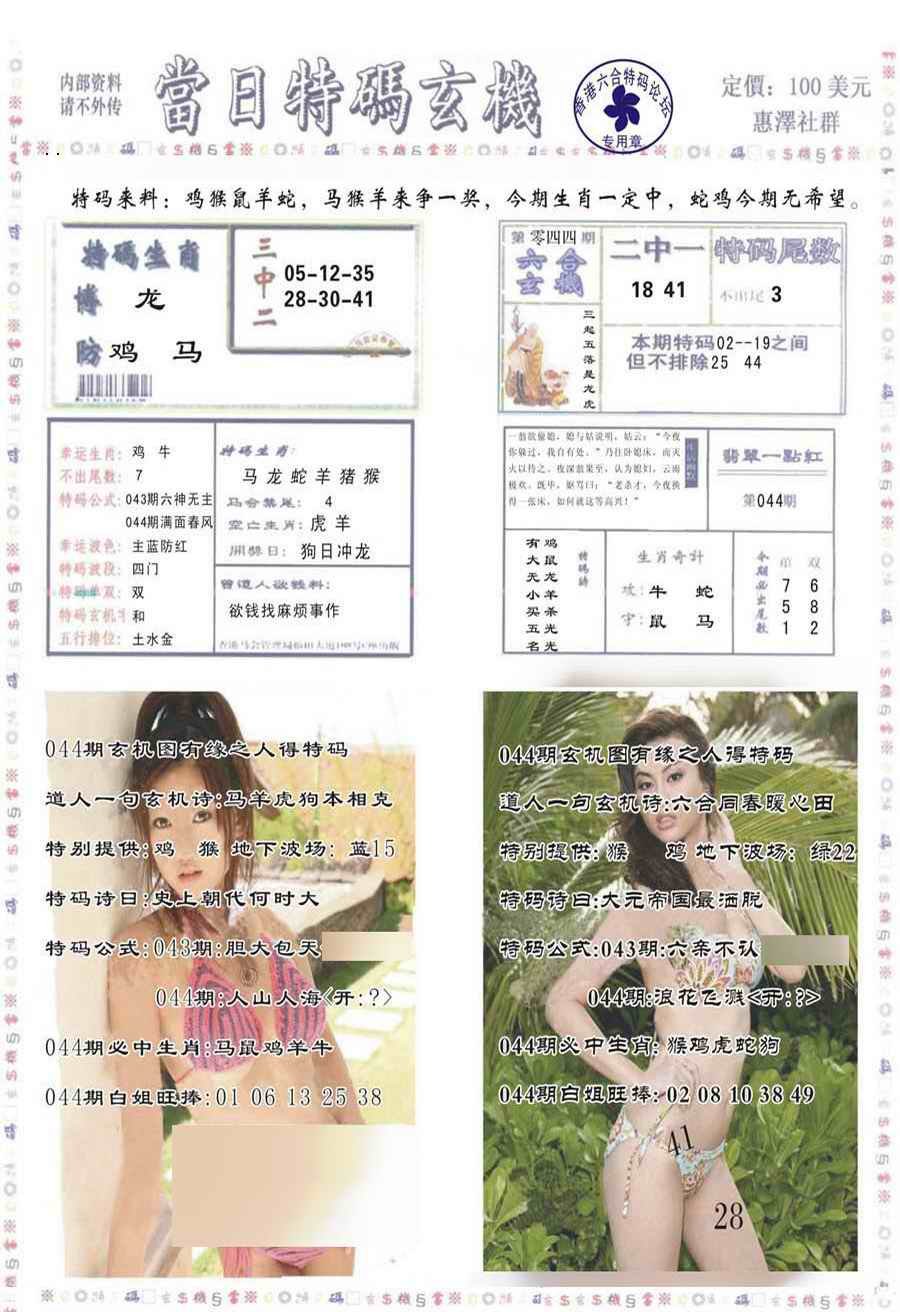 内部资料
请不外传
當日特碼玄機
香港六合特码论坛
专用章
定價：100美元
惠澤社群
特码来料：鸡猴鼠羊蛇，马猴羊来争一奖，今期生肖一定中，蛇鸡今期无希望。
特码生肖
博 龙
防 鸡 马
三中二
05-12-35
28-30-41
第零四四期
六合
玄機
三起五落是龙虎
二中一
18 41
特码尾数
不出尾 3
本期特码02--19之间
但不排除25 44
幸运生肖：鸡 牛
不出尾数：7
特码公式：043期六神无主
044期满面春风
幸运波色：主蓝防红
特码波段：四门
特码单双：双
特码玄机字 和
五行排位：土水金
特码生肖：
马龙蛇羊猪猴
马会禁尾：4
空亡生肖：虎羊
開獎日：狗日冲龙
曾道人欲钱料：
欲钱找麻烦事作
一翁欲偷媳，媳与姑说明，姑云：“今夜
你躲过，我自有处。”乃往卧媳床，而灭
火以待之。夜深翁果至，认为媳妇，云雨
极欢。既毕，妪骂曰：“老杀才，今夜换
得一张床，如何就这等高兴！”
翡翠一點紅
第044期
有鸡
大鼠
无龙
小羊
买条
五光
名光
特碼詩
生肖奇計
攻：牛 蛇
守：鼠 马
今期必出尾数
单 双
7 6
5 8
1 2
044期玄机图有缘之人得特码
道人一句玄机诗:马羊虎狗本相克
特别提供:鸡 猴 地下波场：蓝15
特码诗日:史上朝代何时大
特码公式:043期:胆大包天
044期:人山人海<开:?>
044期必中生肖:马鼠鸡羊牛
044期白姐旺捧:01 06 13 25 38
044期玄机图有缘之人得特码
道人一句玄机诗:六合同春暖心田
特别提供:猴 鸡 地下波场：绿22
特码诗曰:大元帝国最洒脱
特码公式:043期:六亲不认
044期:浪花飞溅<开:?>
044期必中生肖:猴鸡虎蛇狗
044期白姐旺捧:02 08 10 38 49
41
28